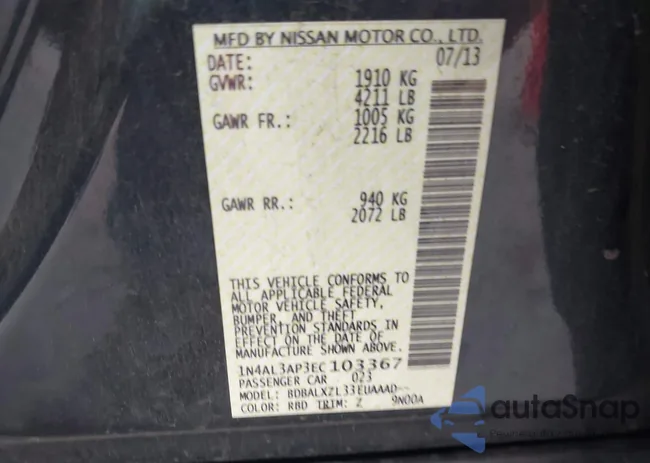 MFD BY NISSAN MOTOR CO., LTD.
DATE: 07/13
GVWR: 1910 KG
4211 LB
GAWR FR.: 1005 KG
2216 LB
GAWR RR.: 940 KG
2072 LB
THIS VEHICLE CONFORMS TO
ALL APPLICABLE FEDERAL
MOTOR VEHICLE SAFETY,
BUMPER, AND THEFT
PREVENTION STANDARDS IN
EFFECT ON THE DATE OF
MANUFACTURE SHOWN ABOVE.
1N4AL3AP3EC103367
PASSENGER CAR 023
MODEL: BDBALXZL33EUAAAD--
COLOR: RBD TRIM: Z 9N00A
autaSnap